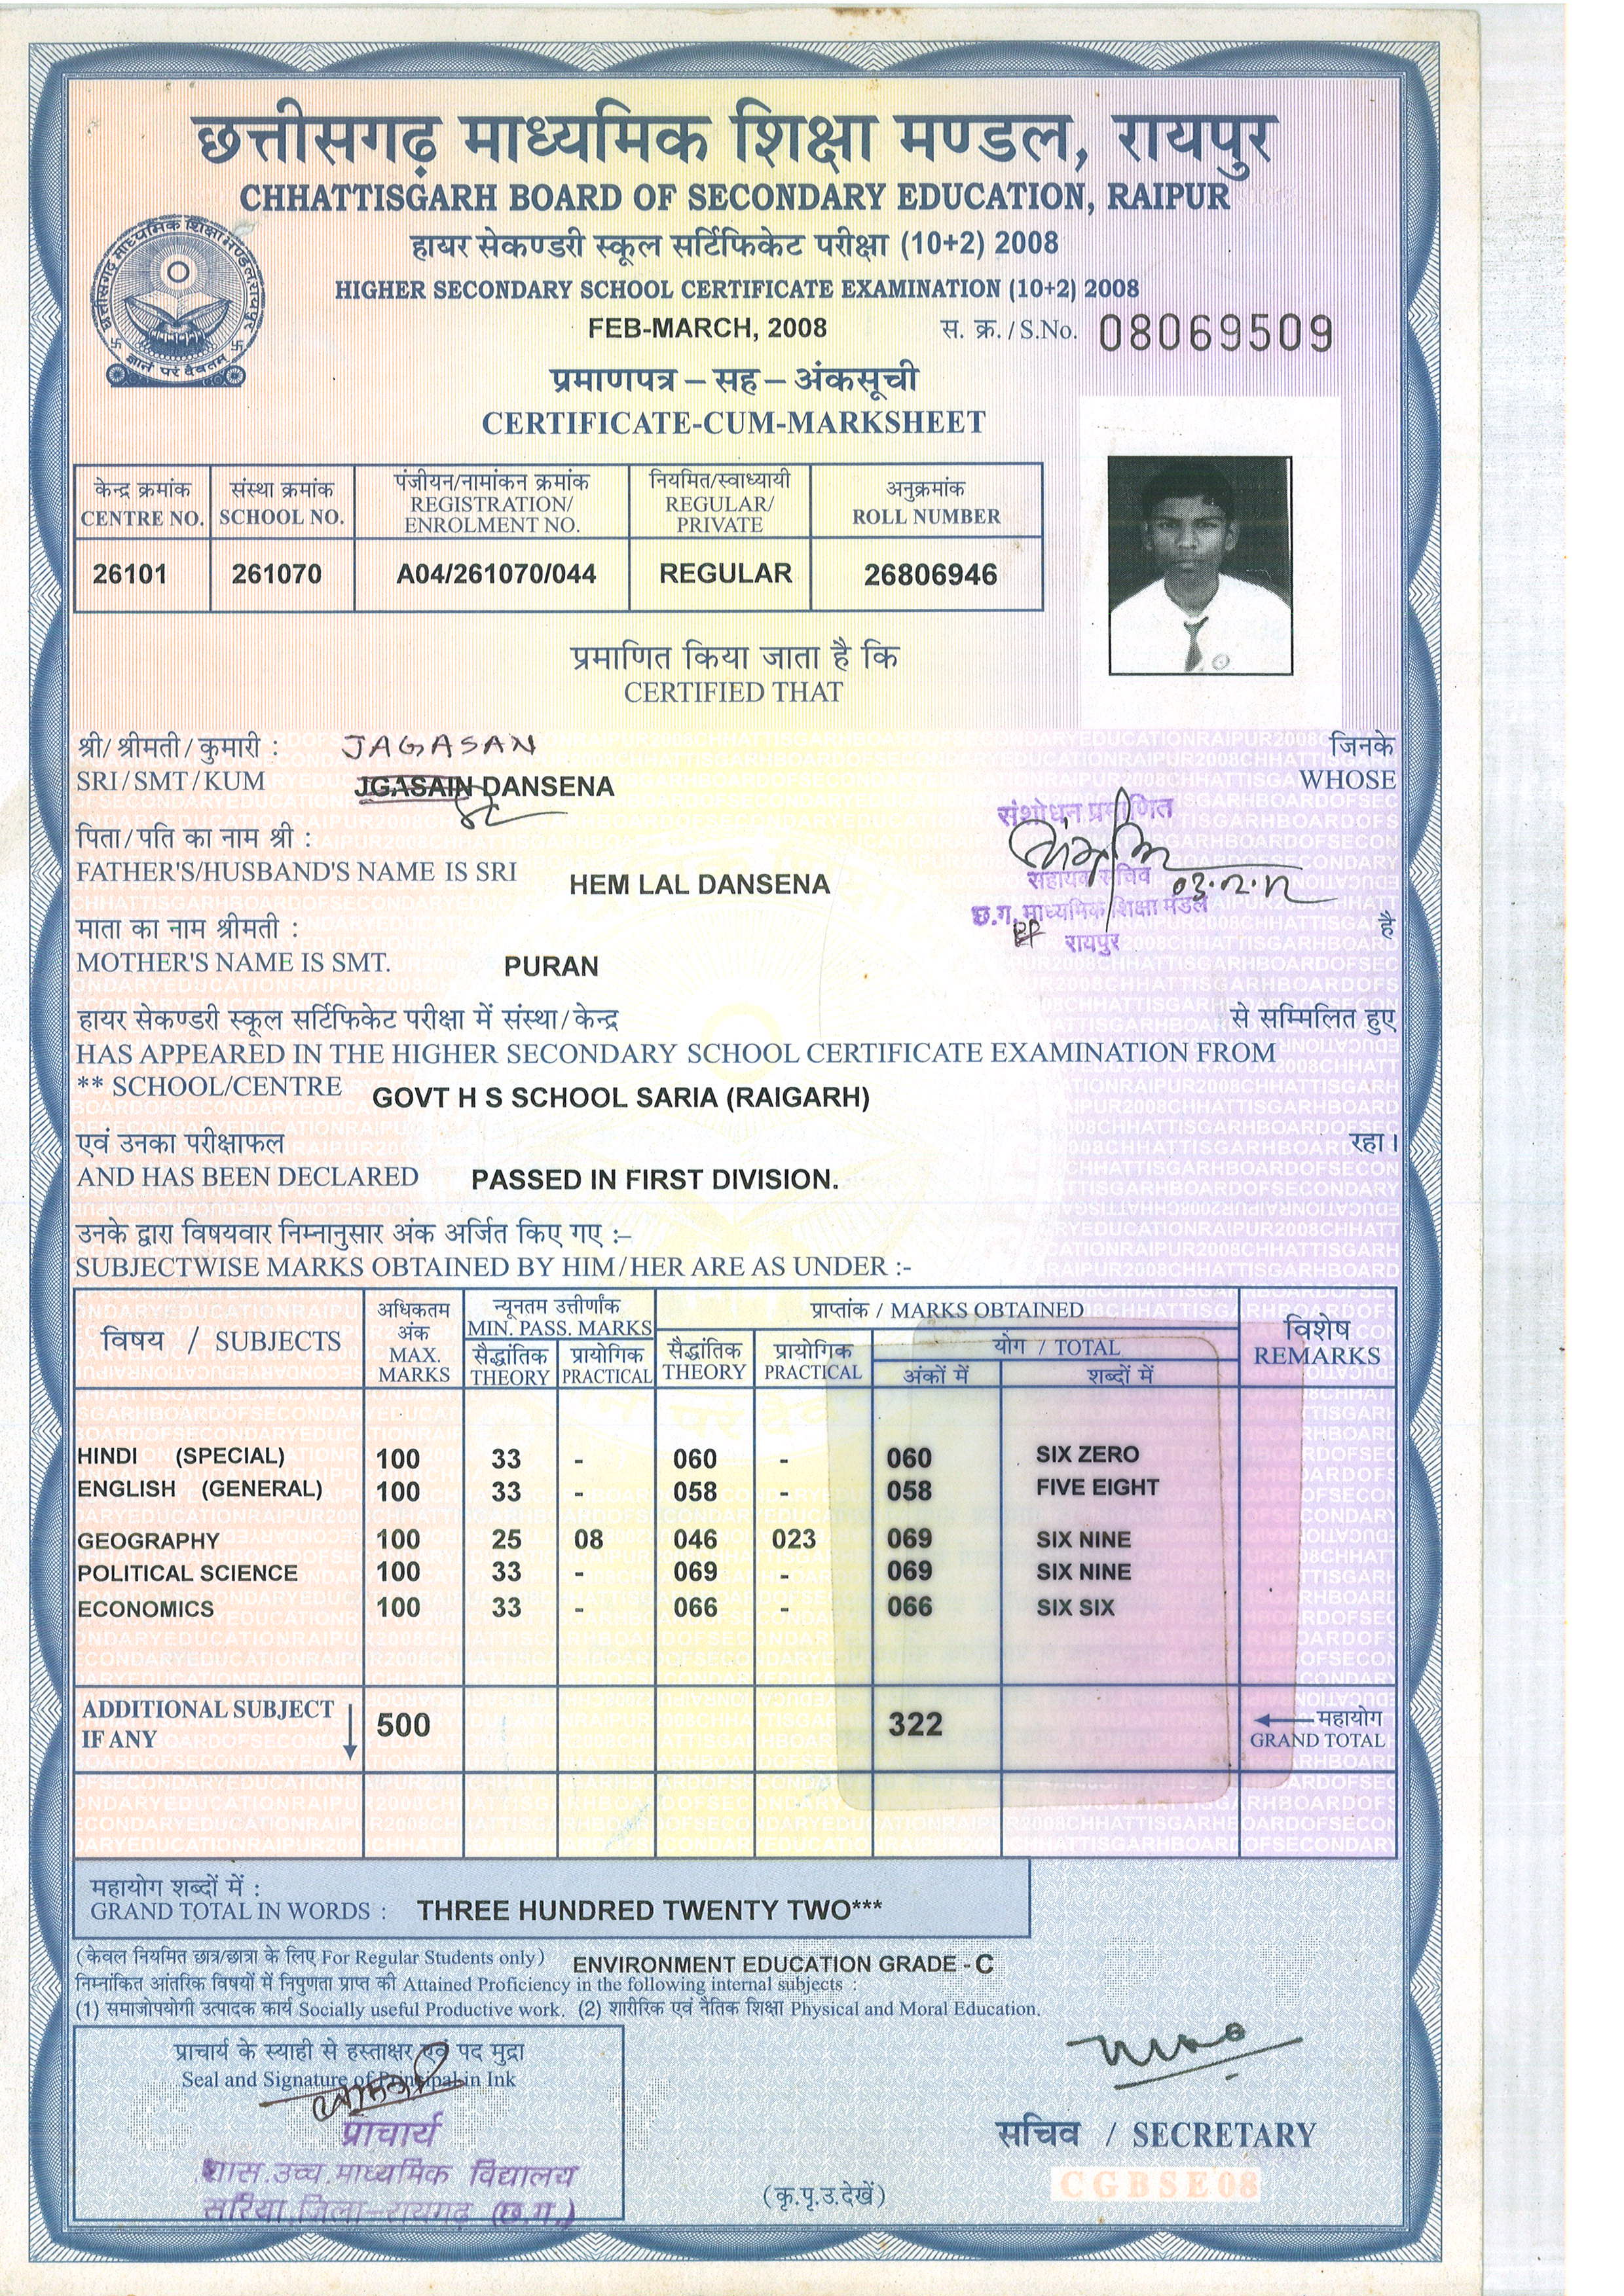 छत्तीसगढ़ माध्यमिक शिक्षा मण्डल, रायपुर
CHHATTISGARH BOARD OF SECONDARY EDUCATION, RAIPUR
हायर सेकण्डरी स्कूल सर्टिफिकेट परीक्षा (10+2) 2008
HIGHER SECONDARY SCHOOL CERTIFICATE EXAMINATION (10+2) 2008
FEB-MARCH, 2008 स. क्र. / S.No. 08069509
प्रमाणपत्र – सह – अंकसूची
CERTIFICATE-CUM-MARKSHEET
केन्द्र क्रमांक संस्था क्रमांक पंजीयन/नामांकन क्रमांक नियमित/स्वाध्यायी अनुक्रमांक
CENTRE NO. SCHOOL NO. REGISTRATION/ ENROLMENT NO. REGULAR/ PRIVATE ROLL NUMBER
26101 261070 A04/261070/044 REGULAR 26806946
प्रमाणित किया जाता है कि
CERTIFIED THAT
श्री/ श्रीमती / कुमारी : JAGASAN जिनके
SRI/SMT/KUM JGASAIN DANSENA WHOSE
संशोधन प्रमाणित
पिता/पति का नाम श्री :
FATHER'S/HUSBAND'S NAME IS SRI HEM LAL DANSENA
सहायक सचिव
छ.ग. माध्यमिक शिक्षा मंडल
रायपुर
माता का नाम श्रीमती : है
MOTHER'S NAME IS SMT. PURAN
हायर सेकण्डरी स्कूल सर्टिफिकेट परीक्षा में संस्था/केन्द्र से सम्मिलित हुए
HAS APPEARED IN THE HIGHER SECONDARY SCHOOL CERTIFICATE EXAMINATION FROM
** SCHOOL/CENTRE GOVT H S SCHOOL SARIA (RAIGARH)
एवं उनका परीक्षाफल रहा।
AND HAS BEEN DECLARED PASSED IN FIRST DIVISION.
उनके द्वारा विषयवार निम्नानुसार अंक अर्जित किए गए :–
SUBJECTWISE MARKS OBTAINED BY HIM/HER ARE AS UNDER :-
विषय / SUBJECTS अधिकतम अंक MAX. MARKS न्यूनतम उत्तीर्णांक MIN. PASS. MARKS प्राप्तांक / MARKS OBTAINED विशेष REMARKS
सैद्धांतिक THEORY प्रायोगिक PRACTICAL सैद्धांतिक THEORY प्रायोगिक PRACTICAL योग / TOTAL
अंकों में शब्दों में
HINDI (SPECIAL) 100 33 - 060 - 060 SIX ZERO
ENGLISH (GENERAL) 100 33 - 058 - 058 FIVE EIGHT
GEOGRAPHY 100 25 08 046 023 069 SIX NINE
POLITICAL SCIENCE 100 33 - 069 - 069 SIX NINE
ECONOMICS 100 33 - 066 - 066 SIX SIX
ADDITIONAL SUBJECT IF ANY 500 322 महायोग GRAND TOTAL
महायोग शब्दों में :
GRAND TOTAL IN WORDS : THREE HUNDRED TWENTY TWO***
(केवल नियमित छात्र/छात्रा के लिए For Regular Students only) ENVIRONMENT EDUCATION GRADE - C
निम्नांकित आंतरिक विषयों में निपुणता प्राप्त की Attained Proficiency in the following internal subjects :
(1) समाजोपयोगी उत्पादक कार्य Socially useful Productive work. (2) शारीरिक एवं नैतिक शिक्षा Physical and Moral Education.
प्राचार्य के स्याही से हस्ताक्षर एवं पद मुद्रा
Seal and Signature of Principal in Ink
प्राचार्य
शास.उच्च.माध्यमिक विद्यालय
सरिया.जिला–रायगढ़ (छ.ग.)
सचिव / SECRETARY
CGBSE08
(कृ.पृ.उ.देखें)